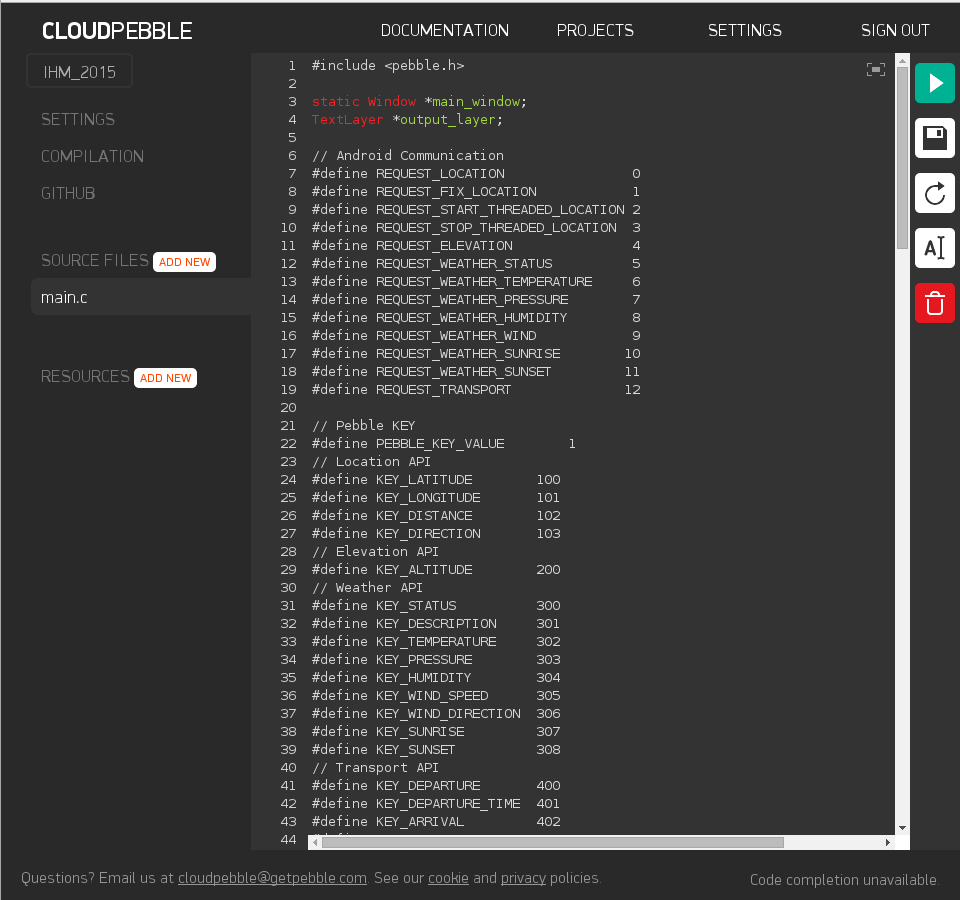 CLOUDPEBBLE
DOCUMENTATION PROJECTS SETTINGS SIGN OUT
IHM_2015
SETTINGS
COMPILATION
GITHUB
SOURCE FILES ADD NEW
main.c
RESOURCES ADD NEW
1 #include <pebble.h>
2
3 static Window *main_window;
4 TextLayer *output_layer;
5
6 // Android Communication
7 #define REQUEST_LOCATION 0
8 #define REQUEST_FIX_LOCATION 1
9 #define REQUEST_START_THREADED_LOCATION 2
10 #define REQUEST_STOP_THREADED_LOCATION 3
11 #define REQUEST_ELEVATION 4
12 #define REQUEST_WEATHER_STATUS 5
13 #define REQUEST_WEATHER_TEMPERATURE 6
14 #define REQUEST_WEATHER_PRESSURE 7
15 #define REQUEST_WEATHER_HUMIDITY 8
16 #define REQUEST_WEATHER_WIND 9
17 #define REQUEST_WEATHER_SUNRISE 10
18 #define REQUEST_WEATHER_SUNSET 11
19 #define REQUEST_TRANSPORT 12
20
21 // Pebble KEY
22 #define PEBBLE_KEY_VALUE 1
23 // Location API
24 #define KEY_LATITUDE 100
25 #define KEY_LONGITUDE 101
26 #define KEY_DISTANCE 102
27 #define KEY_DIRECTION 103
28 // Elevation API
29 #define KEY_ALTITUDE 200
30 // Weather API
31 #define KEY_STATUS 300
32 #define KEY_DESCRIPTION 301
33 #define KEY_TEMPERATURE 302
34 #define KEY_PRESSURE 303
35 #define KEY_HUMIDITY 304
36 #define KEY_WIND_SPEED 305
37 #define KEY_WIND_DIRECTION 306
38 #define KEY_SUNRISE 307
39 #define KEY_SUNSET 308
40 // Transport API
41 #define KEY_DEPARTURE 400
42 #define KEY_DEPARTURE_TIME 401
43 #define KEY_ARRIVAL 402
44
A
Questions? Email us at cloudpebble@getpebble.com. See our cookie and privacy policies.
Code completion unavailable.